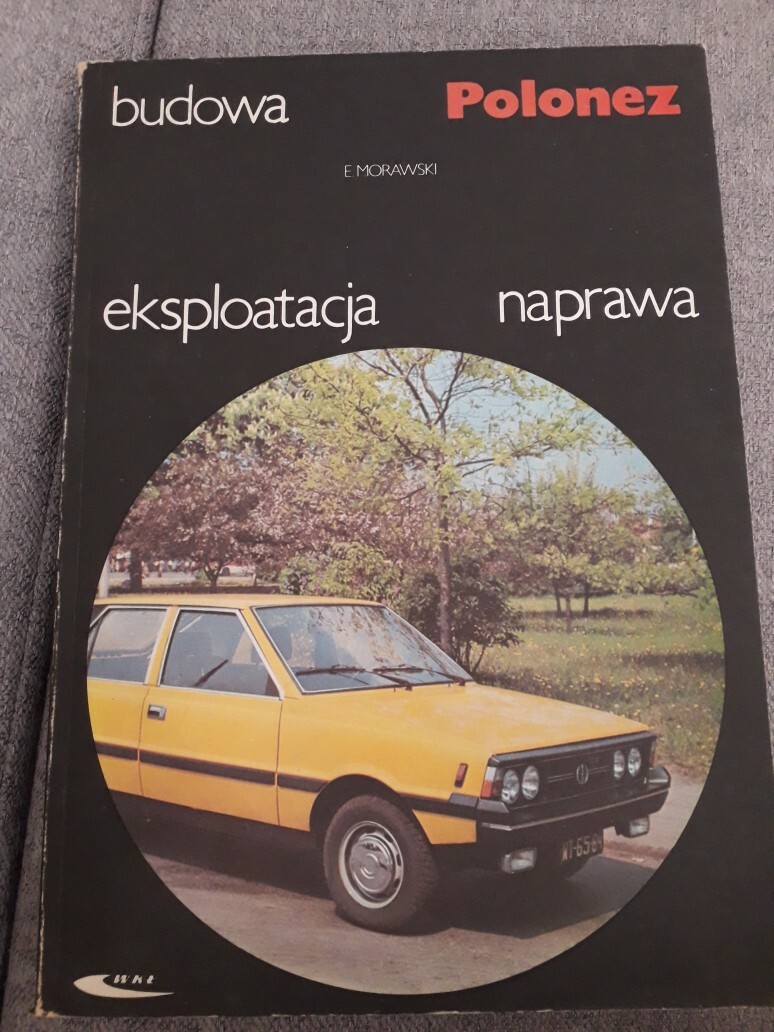 budowa Polonez
E. MORAWSKI
eksploatacja naprawa
WKŁ